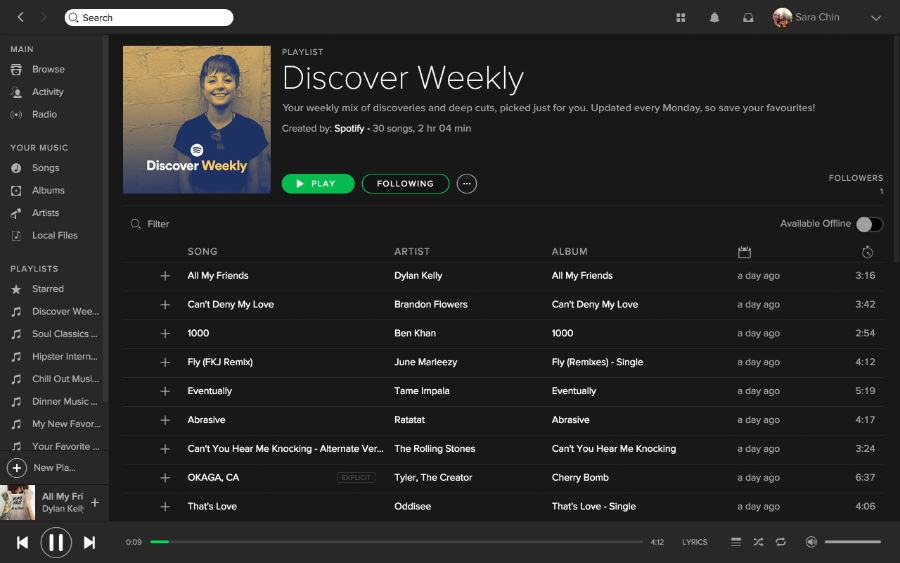 Search
Sara Chin
MAIN
Browse
Activity
Radio
YOUR MUSIC
Songs
Albums
Artists
Local Files
PLAYLISTS
Starred
Discover Wee...
Soul Classics ...
Hipster Intern...
Chill Out Musi...
Dinner Music ...
My New Favor...
Your Favorite ...
New Pla...
All My Fri
Dylan Kelly
Discover Weekly
PLAYLIST
Discover Weekly
Your weekly mix of discoveries and deep cuts, picked just for you. Updated every Monday, so save your favourites!
Created by: Spotify • 30 songs, 2 hr 04 min
PLAY FOLLOWING
FOLLOWERS
1
Filter Available Offline
SONG ARTIST ALBUM
All My Friends Dylan Kelly All My Friends a day ago 3:16
Can't Deny My Love Brandon Flowers Can't Deny My Love a day ago 3:42
1000 Ben Khan 1000 a day ago 2:54
Fly (FKJ Remix) June Marieezy Fly (Remixes) - Single a day ago 4:12
Eventually Tame Impala Eventually a day ago 5:19
Abrasive Ratatat Abrasive a day ago 4:17
Can't You Hear Me Knocking - Alternate Ver... The Rolling Stones Can't You Hear Me Knocking a day ago 3:24
OKAGA, CA EXPLICIT Tyler, The Creator Cherry Bomb a day ago 6:37
That's Love Oddisee That's Love - Single a day ago 4:06
0:09 4:12 LYRICS